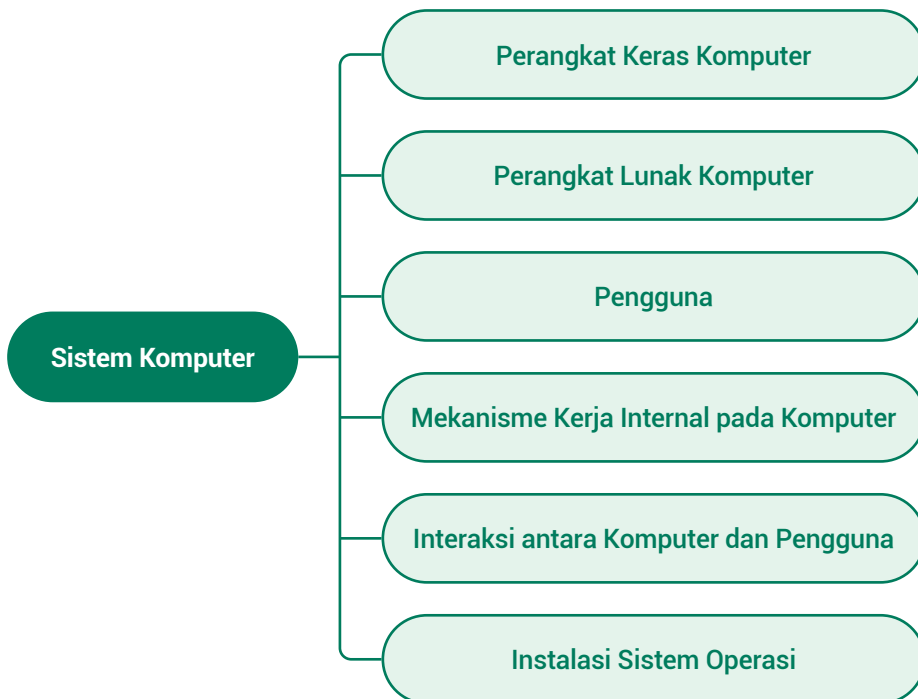 Perangkat Keras Komputer
Perangkat Lunak Komputer
Pengguna
Sistem Komputer
Mekanisme Kerja Internal pada Komputer
Interaksi antara Komputer dan Pengguna
Instalasi Sistem Operasi